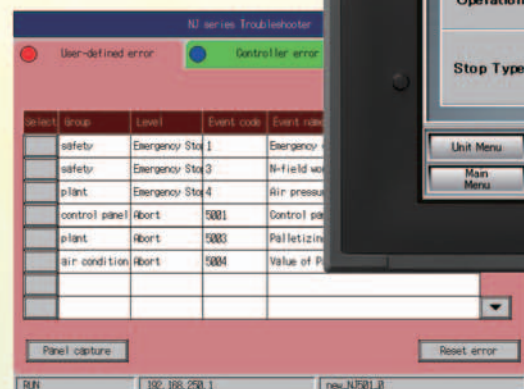 NJ series Troubleshooter
User-defined error
Controller error
Select Group Level Event code Event name
safety Emergency Sto 1 Emergency
safety Emergency Sto 3 N-field wo
plant Emergency Sto 4 Air pressu
control panel Abort 5001 Control pan
plant Abort 5003 Palletizin
air condition Abort 5004 Value of P
Panel capture
Reset error
RUN 192.168.250.1 new_NJ501_0
Operation
Stop Type
Unit Menu
Main
Menu